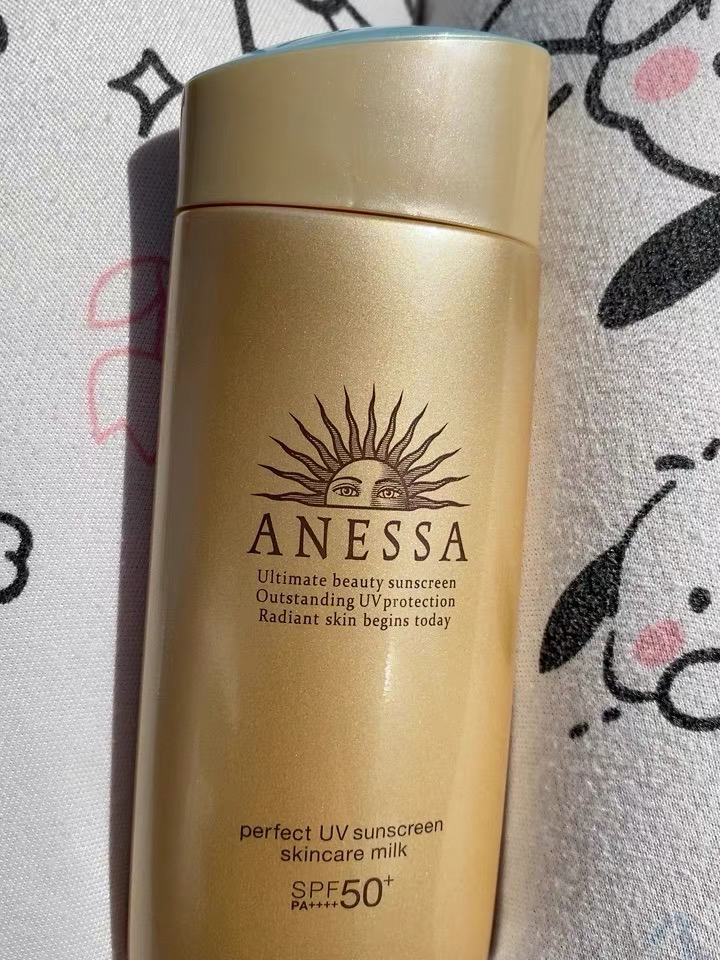 ANESSA
Ultimate beauty sunscreen
Outstanding UV protection
Radiant skin begins today
perfect UV sunscreen
skincare milk
SPF50+
PA++++